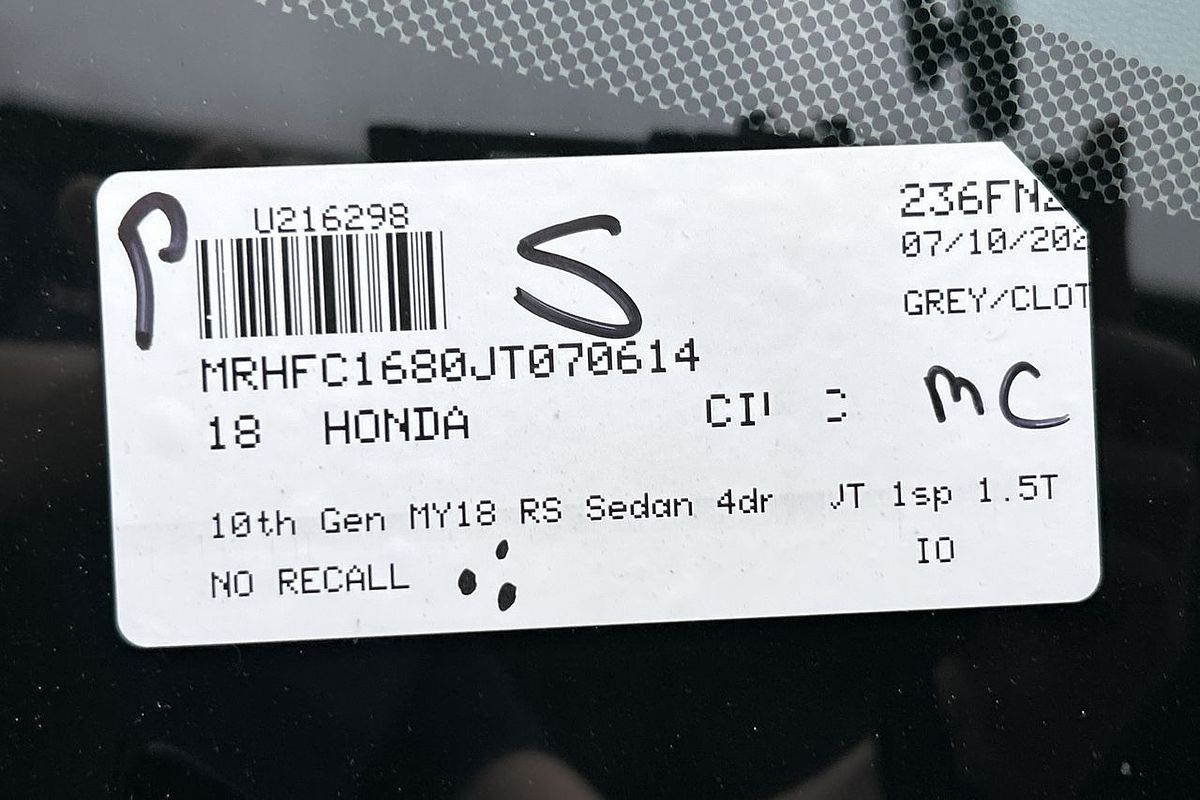 P
U216298
S
236FN
07/10/202
GREY/CLOT
MRHFC1680JT070614
18 HONDA
MC
10th Gen MY18 RS Sedan 4dr JT 1sp 1.5T
NO RECALL
IO